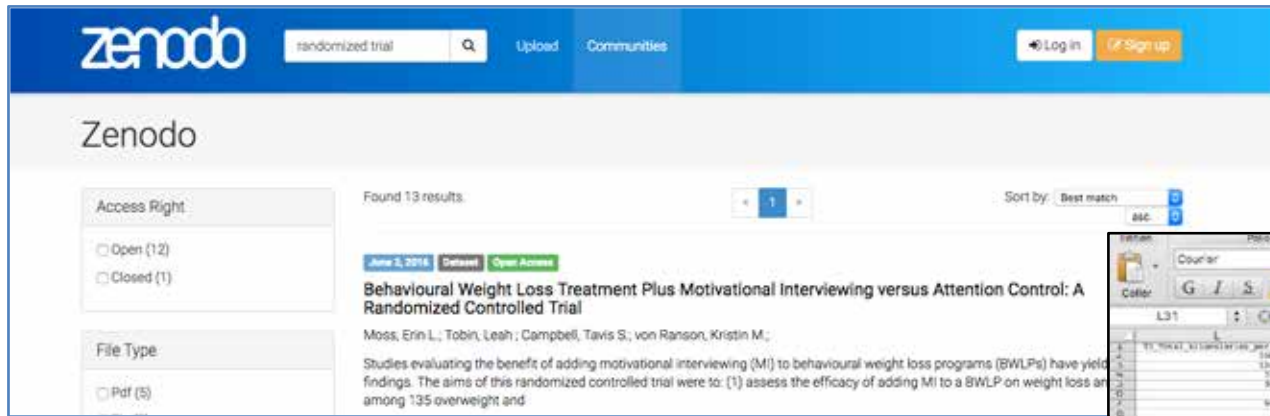 zenodo
randomized trial
Upload
Communities
Log in
Sign up
Zenodo
Access Right
Open (12)
Closed (1)
File Type
Pdf (5)
Found 13 results.
« 1 »
Sort by: Best match
asc.
June 3, 2016 Dataset Open Access
Behavioural Weight Loss Treatment Plus Motivational Interviewing versus Attention Control: A
Randomized Controlled Trial
Moss, Erin L.; Tobin, Leah ; Campbell, Tavis S.; von Ranson, Kristin M.;
Studies evaluating the benefit of adding motivational interviewing (MI) to behavioural weight loss programs (BWLPs) have yield
findings. The aims of this randomized controlled trial were to: (1) assess the efficacy of adding MI to a BWLP on weight loss an
among 135 overweight and
Courier
Coller
G I S
L31
L